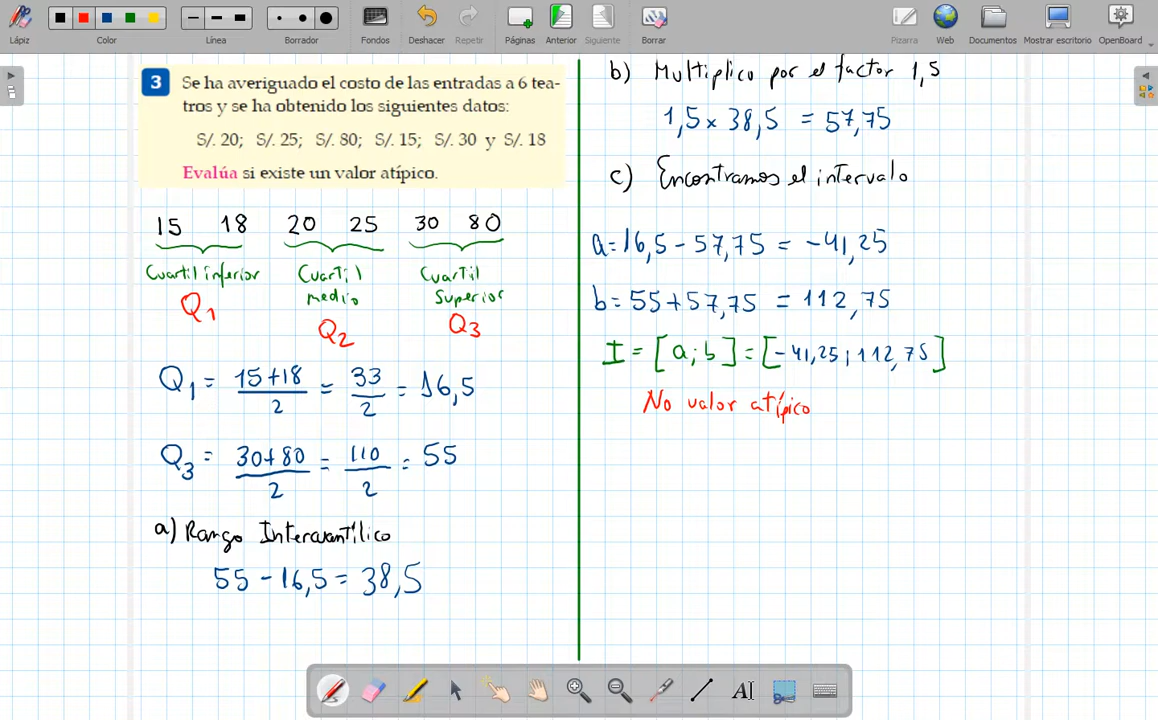 Lápiz
Color
Línea
Borrador
Fondos
Deshacer
Repetir
Páginas
Anterior
Siguiente
Borrar
Pizarra
Web
Documentos
Mostrar escritorio
OpenBoard
3 Se ha averiguado el costo de las entradas a 6 tea-
tros y se ha obtenido los siguientes datos:
S/. 20; S/. 25; S/. 80; S/. 15; S/. 30 y S/. 18
Evalúa si existe un valor atípico.
15 18 20 25 30 80
Cuartil inferior
Q1
Cuartil
medio
Q2
Cuartil
Superior
Q3
Q1 = 15+18/2 = 33/2 = 16,5
Q3 = 30+80/2 = 110/2 = 55
a) Rango Intercuantílico
55 - 16,5 = 38,5
b) Multiplico por el factor 1,5
1,5 x 38,5 = 57,75
c) Encontramos el intervalo
a = 16,5 - 57,75 = -41,25
b = 55 + 57,75 = 112,75
I = [a; b] = [-41,25; 112,75]
No valor atípico